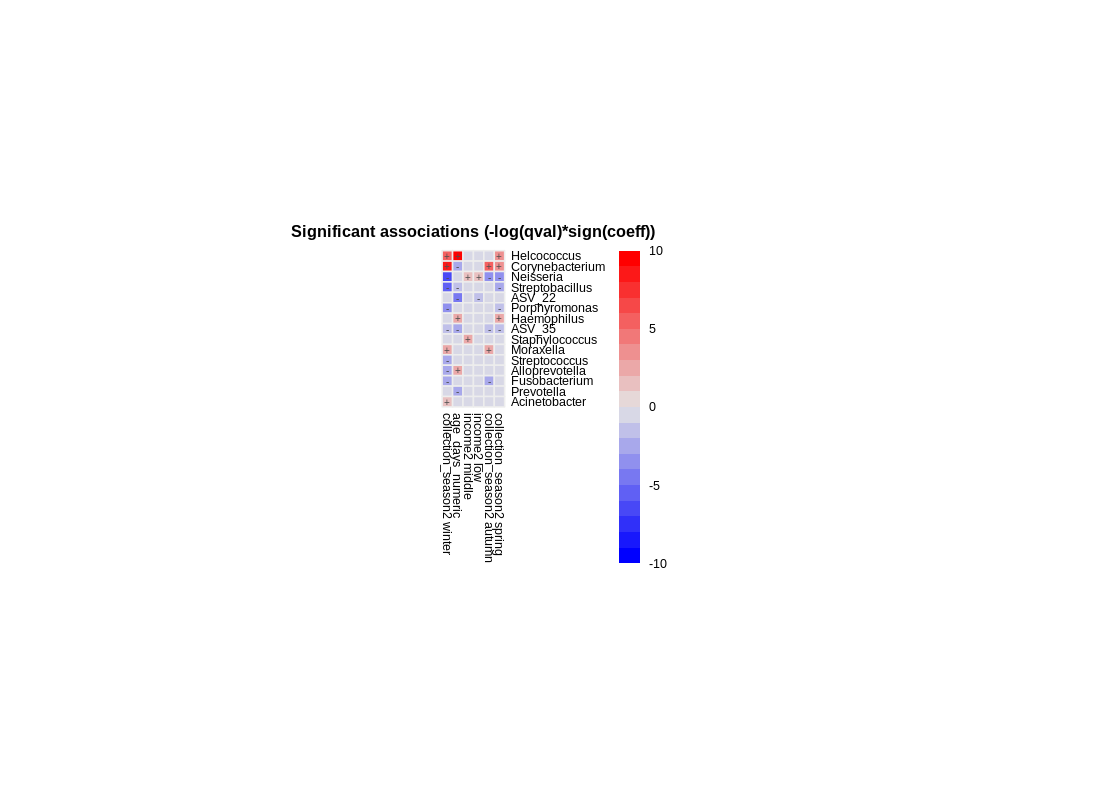 Significant associations (-log(qval)*sign(coeff))
Helcococcus
Corynebacterium
Neisseria
Streptobacillus
ASV_22
Porphyromonas
Haemophilus
ASV_35
Staphylococcus
Moraxella
Streptococcus
Alloprevotella
Fusobacterium
Prevotella
Acinetobacter
collection_season2 winter
age_days_numeric
income2 middle
income2 low
collection_season2 autumn
collection_season2 spring
10
5
0
-5
-10